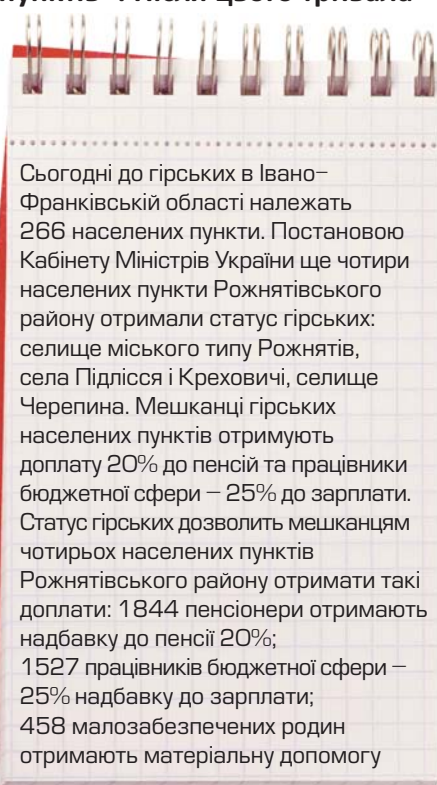 Сьогодні до гірських в Івано–
Франківській області належать
266 населених пункти. Постановою
Кабінету Міністрів України ще чотири
населених пункти Рожнятівського
району отримали статус гірських:
селище міського типу Рожнятів,
села Підлісся і Креховичі, селище
Черепина. Мешканці гірських
населених пунктів отримують
доплату 20% до пенсій та працівники
бюджетної сфери – 25% до зарплати.
Статус гірських дозволить мешканцям
чотирьох населених пунктів
Рожнятівського району отримати такі
доплати: 1844 пенсіонери отримають
надбавку до пенсії 20%;
1527 працівників бюджетної сфери –
25% надбавку до зарплати;
458 малозабезпечених родин
отримають матеріальну допомогу